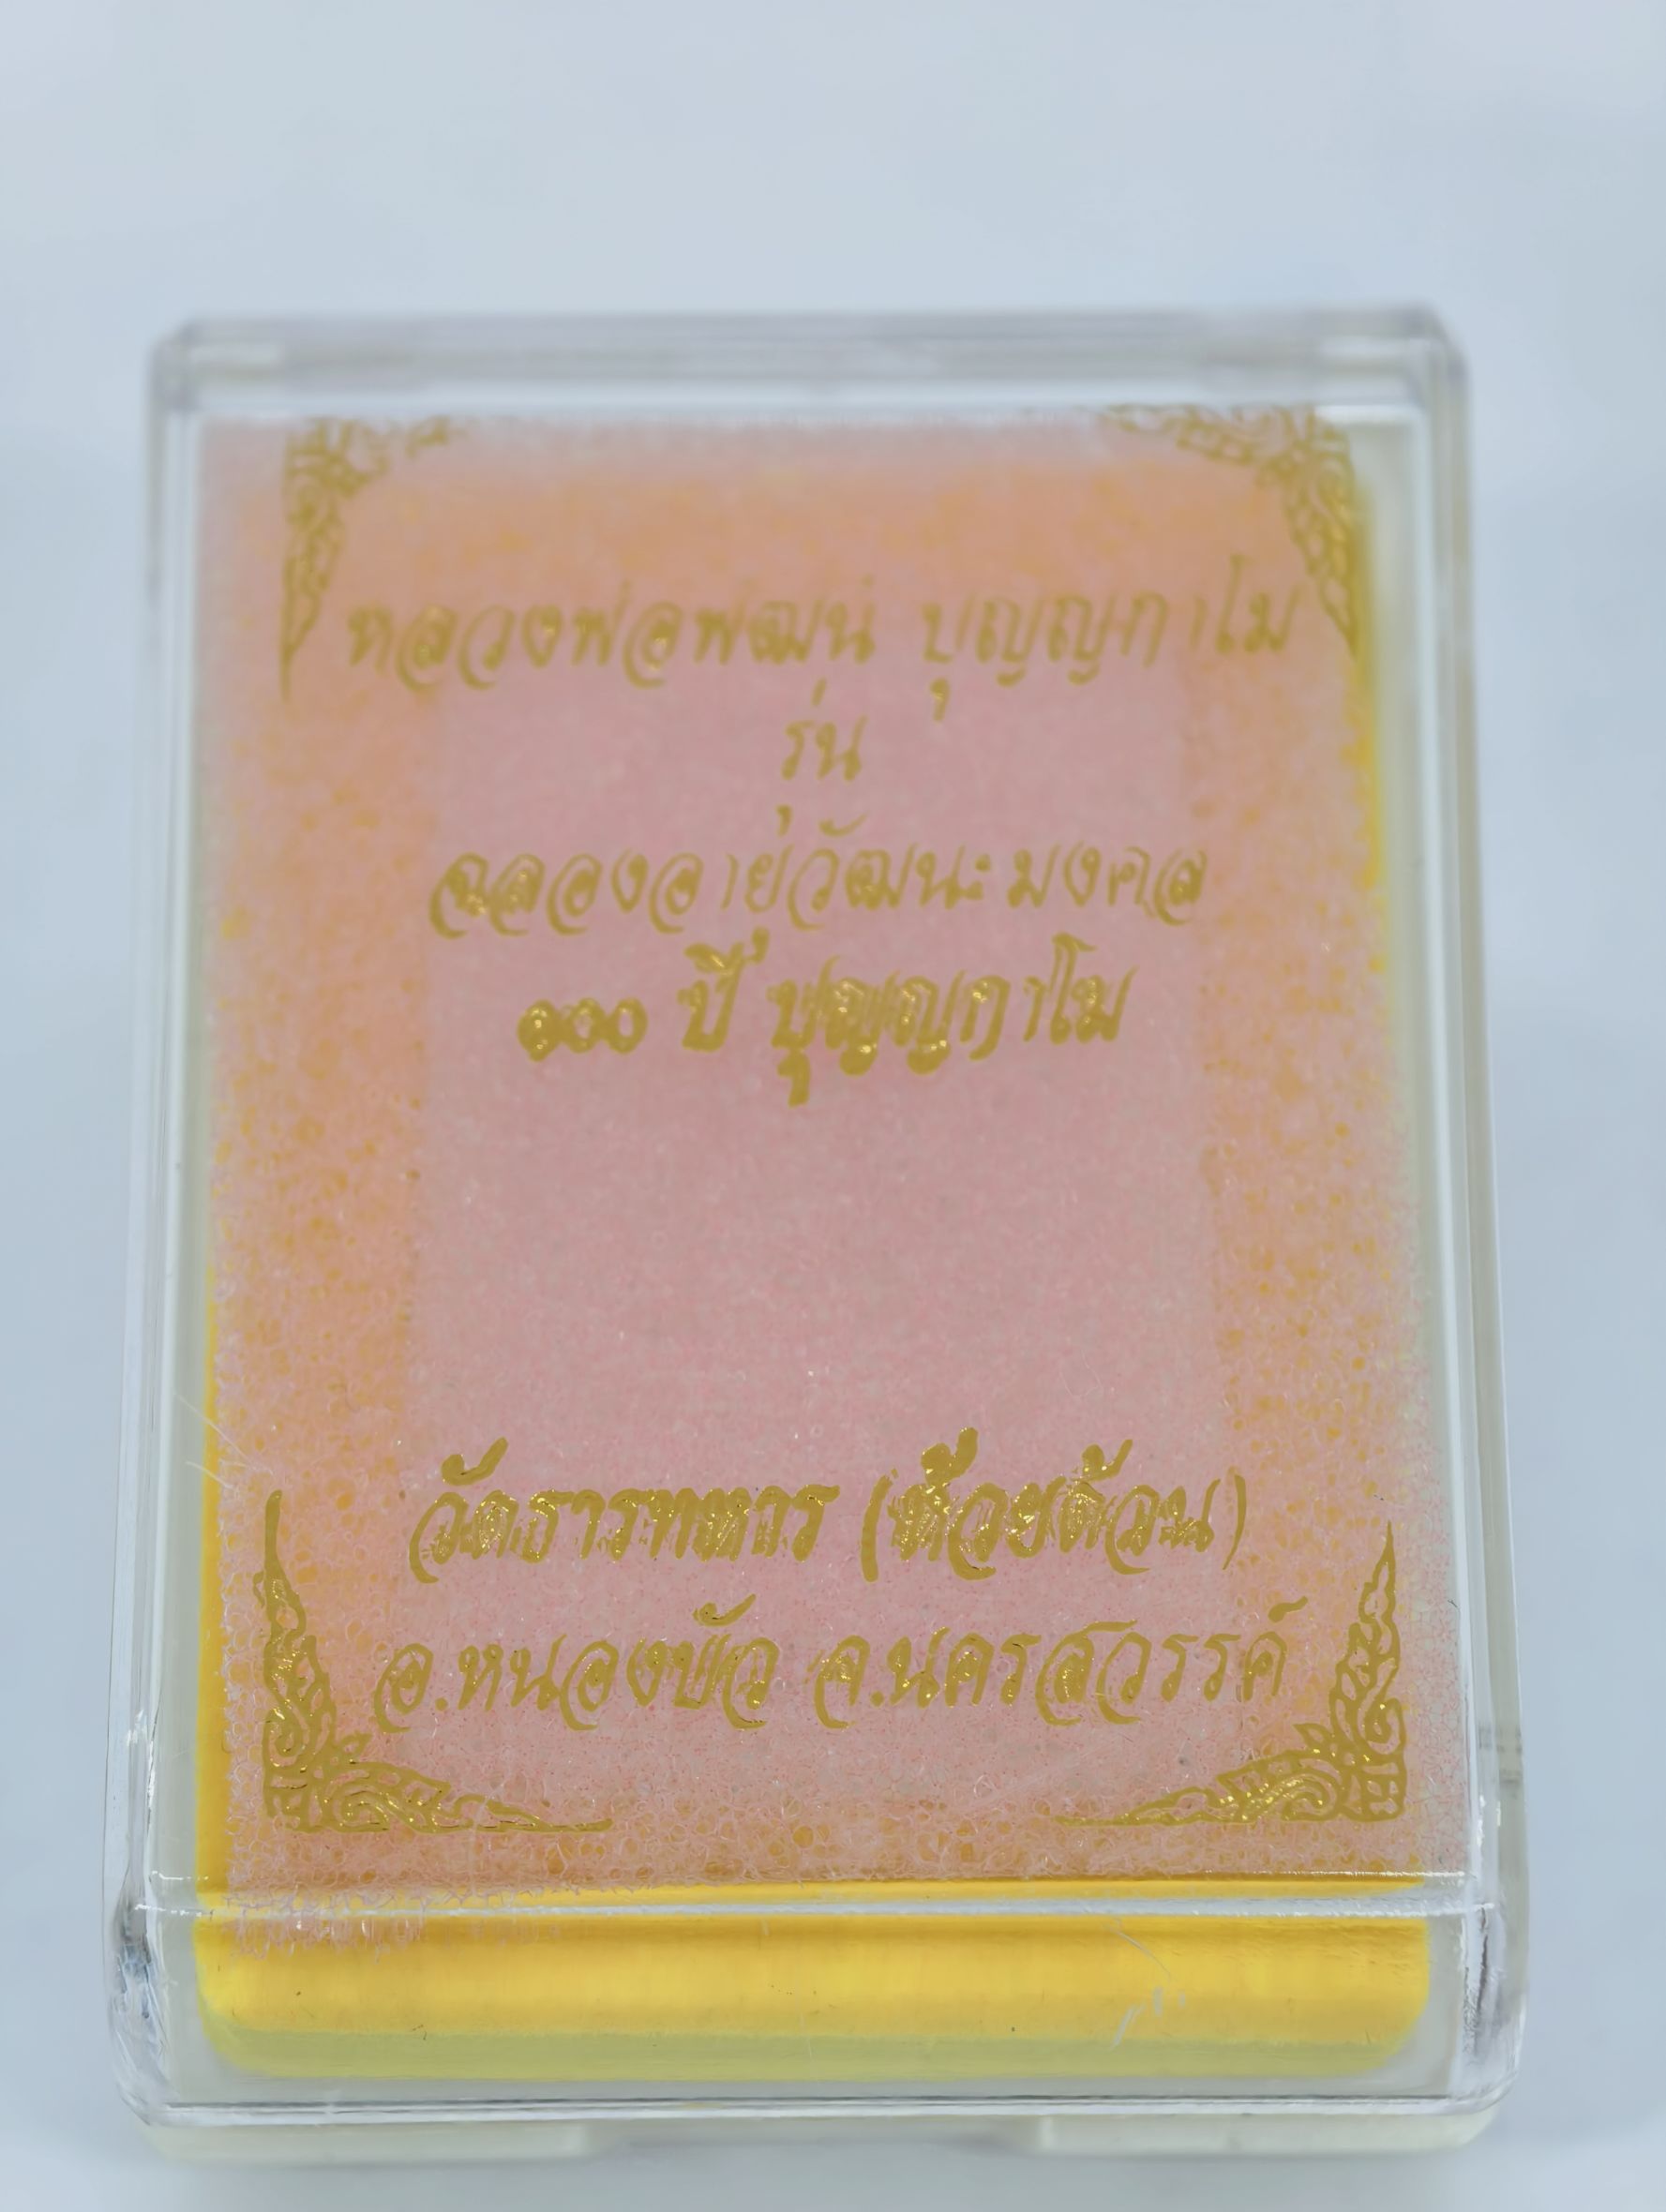 หลวงพ่อพัฒน์ ปุญญกาโม
รุ่น
ฉลองอายุวัฒนะมงคล
๑๐๐ ปี ปุญญกาโม
วัดธารทหาร (ห้วยด้วน)
อ.หนองบัว จ.นครสวรรค์